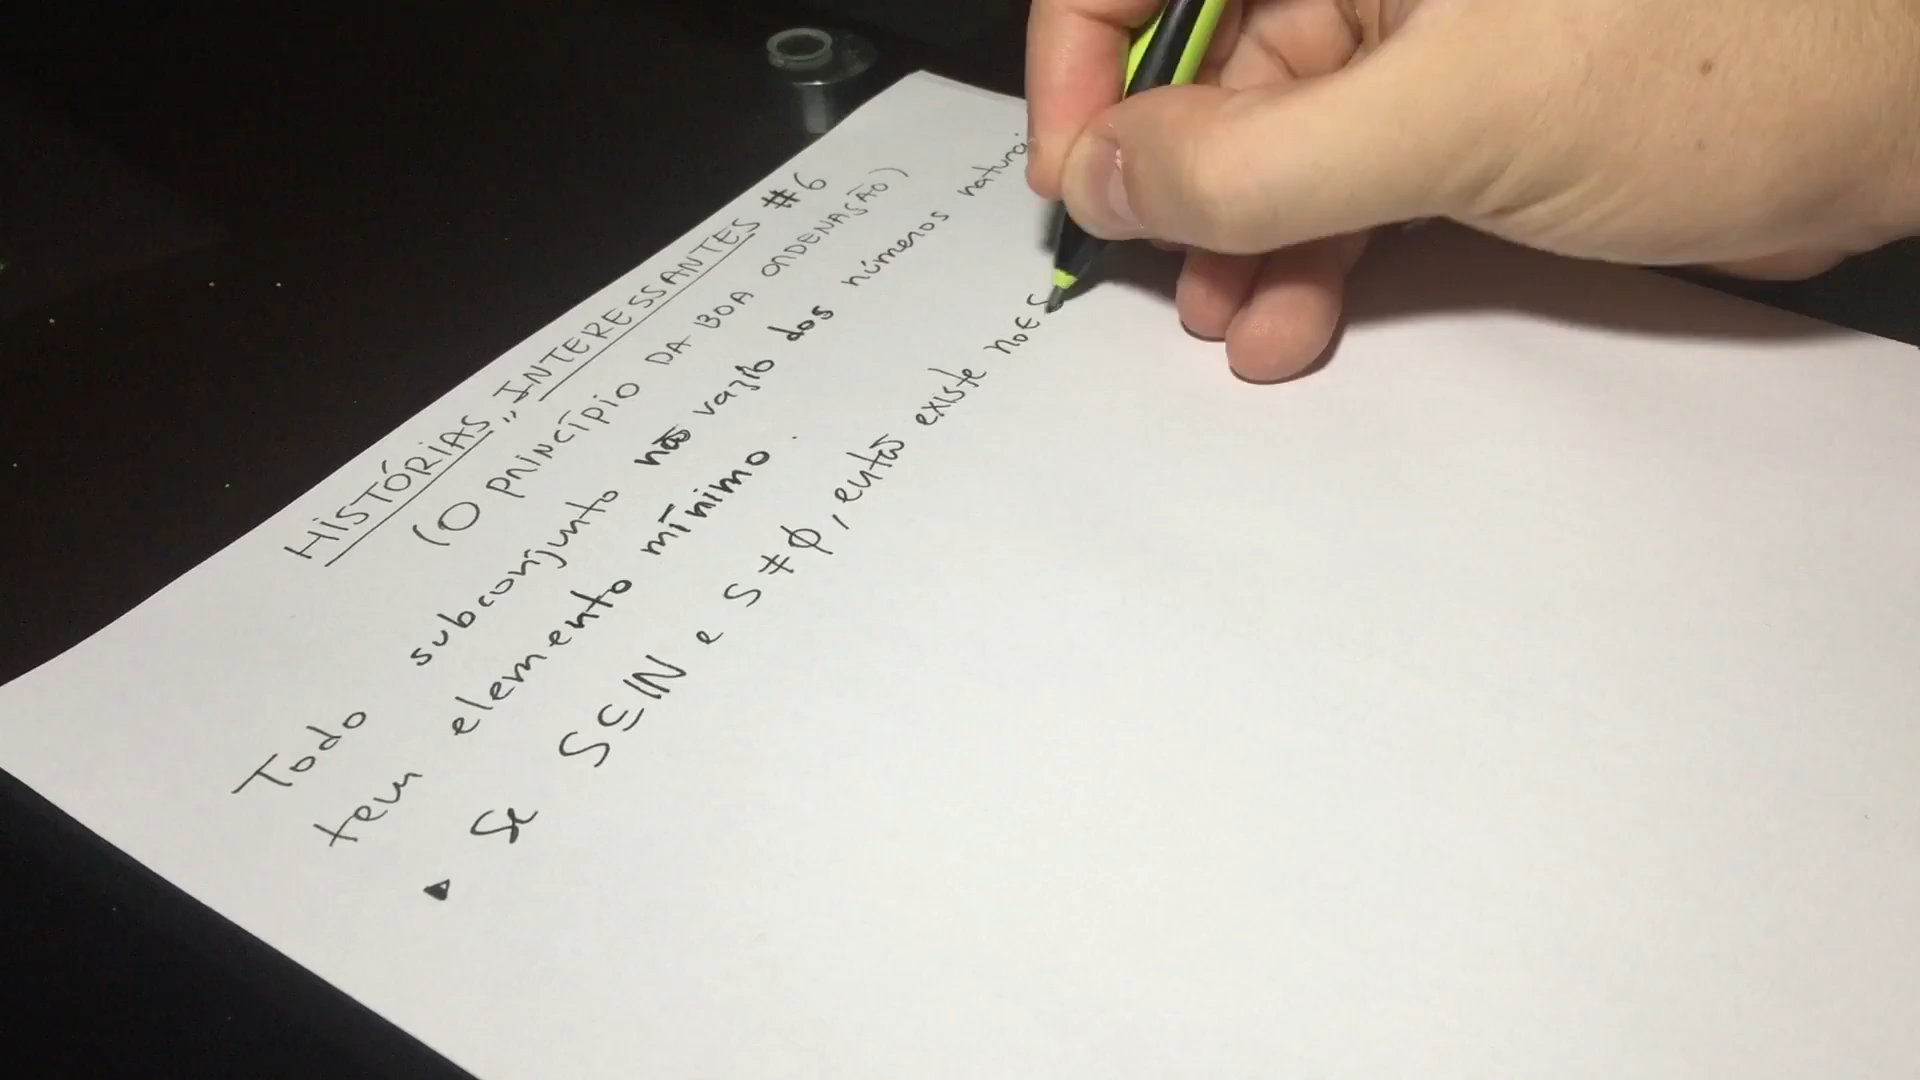 HISTÓRIAS „INTERESSANTES #6
(O PRINCÍPIO DA BOA ORDENAÇÃO)
Todo subconjunto não vazio dos números naturai
tem elemento mínimo.
▲ Se S⊆ℕ e S≠∅, então existe n₀∈S